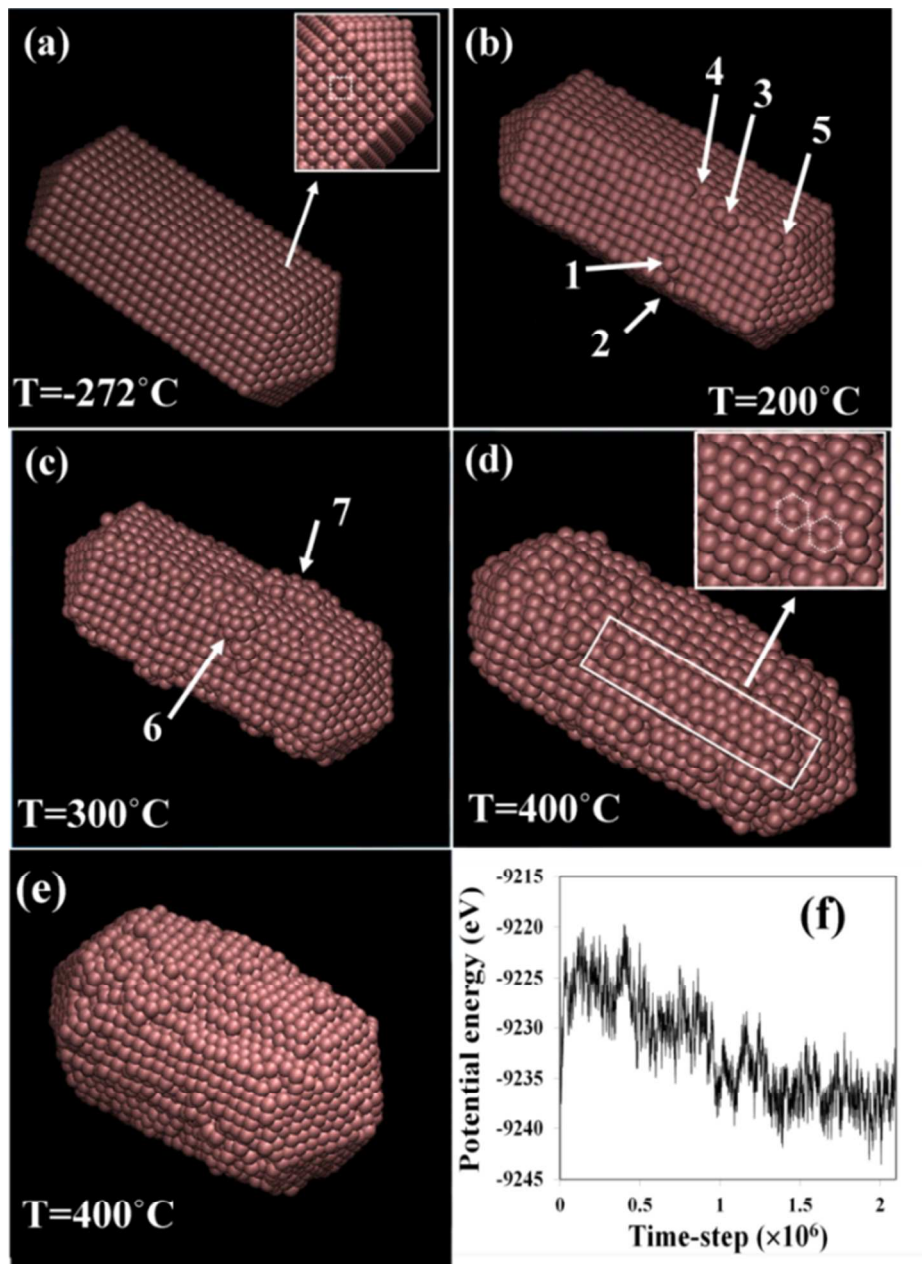 (a)
T=-272°C
(b)
4
3
5
1
2
T=200°C
(c)
7
6
T=300°C
(d)
T=400°C
(e)
T=400°C
(f)
Potential energy (eV)
-9215
-9220
-9225
-9230
-9235
-9240
-9245
0
0.5
1
1.5
2
Time-step (×10⁶)